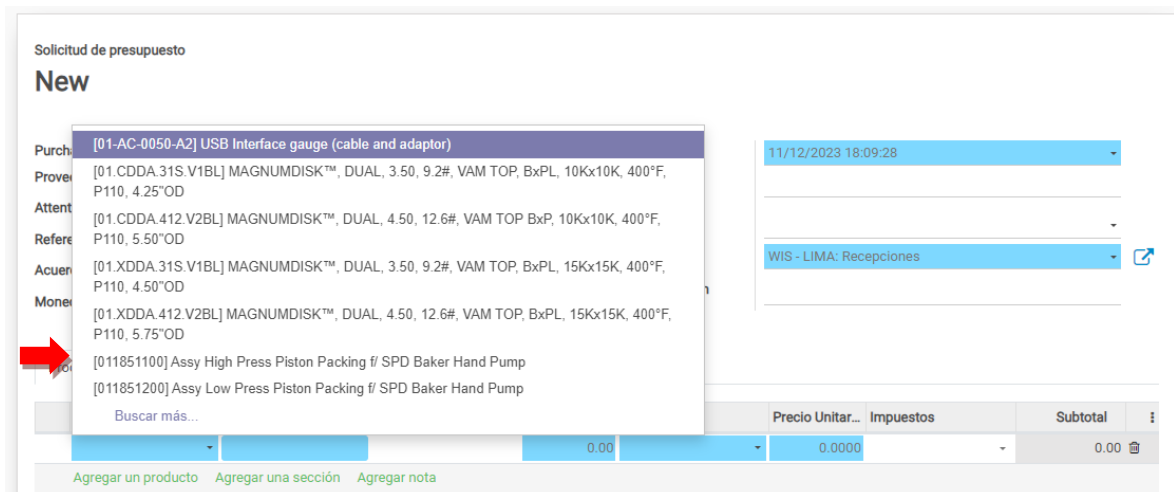 Solicitud de presupuesto
New
Purch
[01-AC-0050-A2] USB Interface gauge (cable and adaptor)
11/12/2023 18:09:28
Provee
[01.CDDA.31S.V1BL] MAGNUMDISK™, DUAL, 3.50, 9.2#, VAM TOP, BxPL, 10Kx10K, 400°F,
P110, 4.25"OD
Attent
[01.CDDA.412.V2BL] MAGNUMDISK™, DUAL, 4.50, 12.6#, VAM TOP BxP, 10Kx10K, 400°F,
P110, 5.50"OD
Refere
Acuer
[01.XDDA.31S.V1BL] MAGNUMDISK™, DUAL, 3.50, 9.2#, VAM TOP, BxPL, 15Kx15K, 400°F,
P110, 4.50"OD
WIS - LIMA: Recepciones
Mone
[01.XDDA.412.V2BL] MAGNUMDISK™, DUAL, 4.50, 12.6#, VAM TOP, BxPL, 15Kx15K, 400°F,
P110, 5.75"OD
[011851100] Assy High Press Piston Packing f/ SPD Baker Hand Pump
[011851200] Assy Low Press Piston Packing f/ SPD Baker Hand Pump
Buscar más...
Precio Unitar... Impuestos Subtotal
0.00 0.0000 0.00
Agregar un producto Agregar una sección Agregar nota